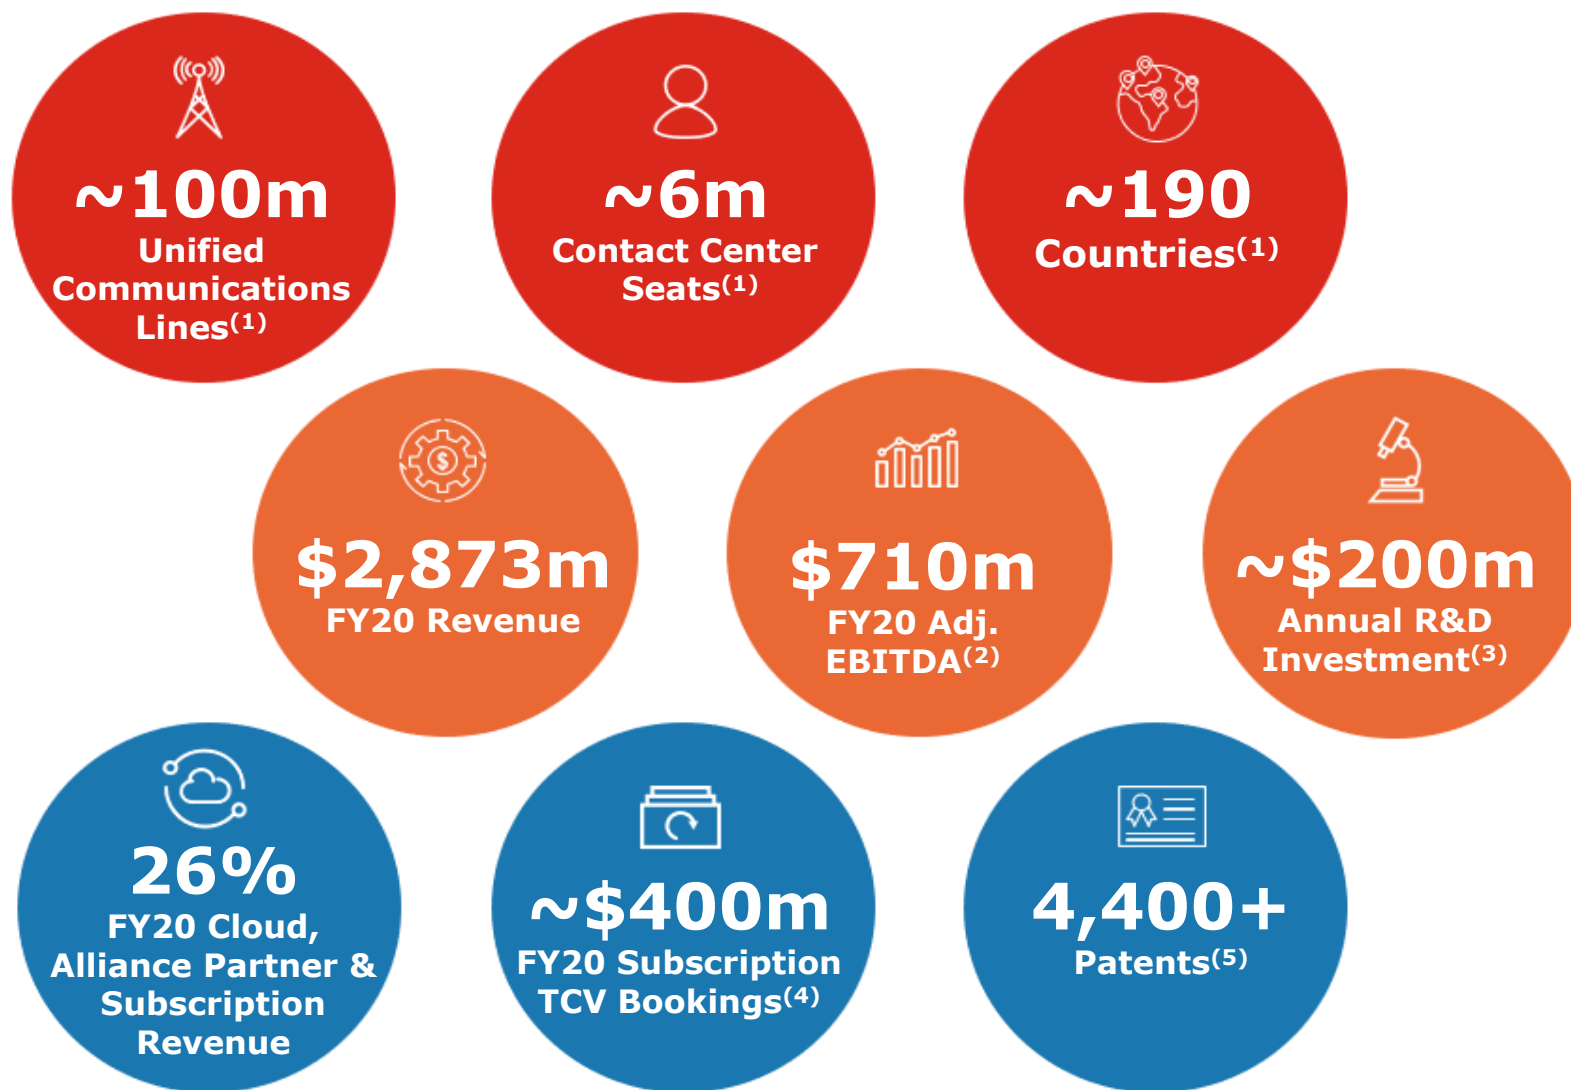 ~100m
Unified
Communications
Lines(1)
~6m
Contact Center
Seats(1)
~190
Countries(1)
$2,873m
FY20 Revenue
$710m
FY20 Adj.
EBITDA(2)
~$200m
Annual R&D
Investment(3)
26%
FY20 Cloud,
Alliance Partner &
Subscription
Revenue
~$400m
FY20 Subscription
TCV Bookings(4)
4,400+
Patents(5)